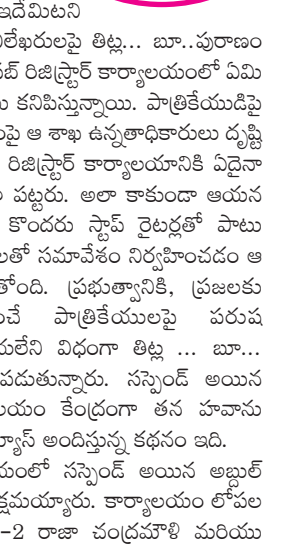 ఇదేమిటని
లేఖరులపై తిట్ల... బూ..పురాణం
సబ్ రిజిస్ట్రార్ కార్యాలయంలో ఏమి
కనిపిస్తున్నాయి. పాత్రికేయుడిపై
పై ఆ శాఖ ఉన్నతాధికారులు దృష్టి
రిజిస్ట్రార్ కార్యాలయానికి ఏదైనా
పట్టరు. అలా కాకుండా ఆయన
కొందరు స్టాప్ రైటర్లతో పాటు
లతో సమావేశం నిర్వహించడం ఆ
తోంది. ప్రభుత్వానికి, ప్రజలకు
చే పాత్రికేయులపై పరుష
లేని విధంగా తిట్ల ... బూ...
పడుతున్నారు. సస్పెండ్ అయిన
లయం కేంద్రంగా తన హవాను
న్యూస్ అందిస్తున్న కథనం ఇది.
యంలో సస్పెండ్ అయిన అబ్దుల్
క్షమయ్యారు. కార్యాలయం లోపల
-2 రాజా చంద్రమౌళి మరియు